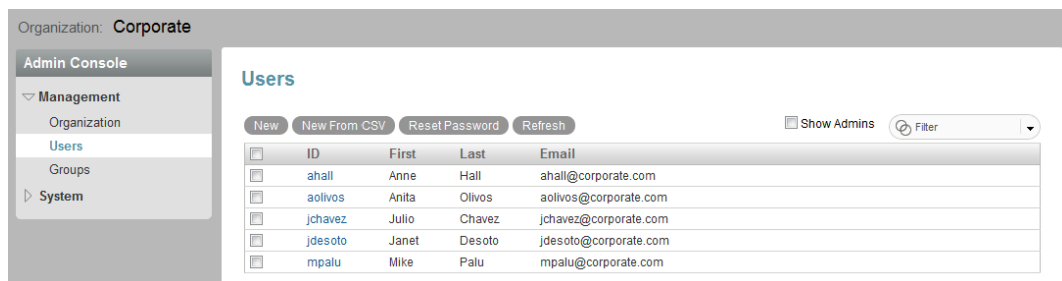 Organization: Corporate
Admin Console
Management
Organization
Users
Groups
System
Users
New New From CSV Reset Password Refresh Show Admins Filter
ID First Last Email
ahall Anne Hall ahall@corporate.com
aolivos Anita Olivos aolivos@corporate.com
jchavez Julio Chavez jchavez@corporate.com
jdesoto Janet Desoto jdesoto@corporate.com
mpalu Mike Palu mpalu@corporate.com